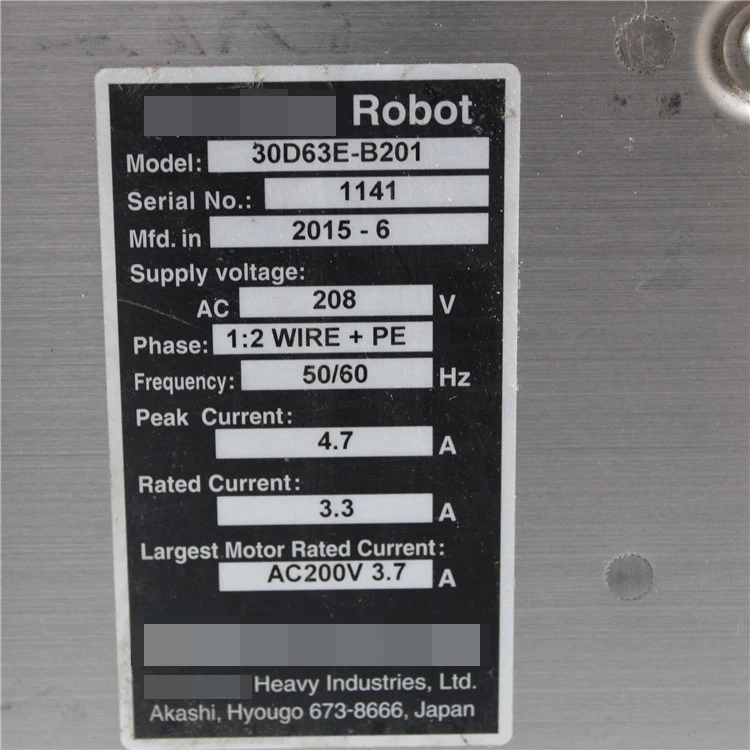 Robot
Model: 30D63E-B201
Serial No.: 1141
Mfd. in 2015 - 6
Supply voltage:
AC 208 V
Phase: 1:2 WIRE + PE
Frequency: 50/60 Hz
Peak Current:
4.7 A
Rated Current:
3.3 A
Largest Motor Rated Current:
AC200V 3.7 A
Heavy Industries, Ltd.
Akashi, Hyougo 673-8666, Japan